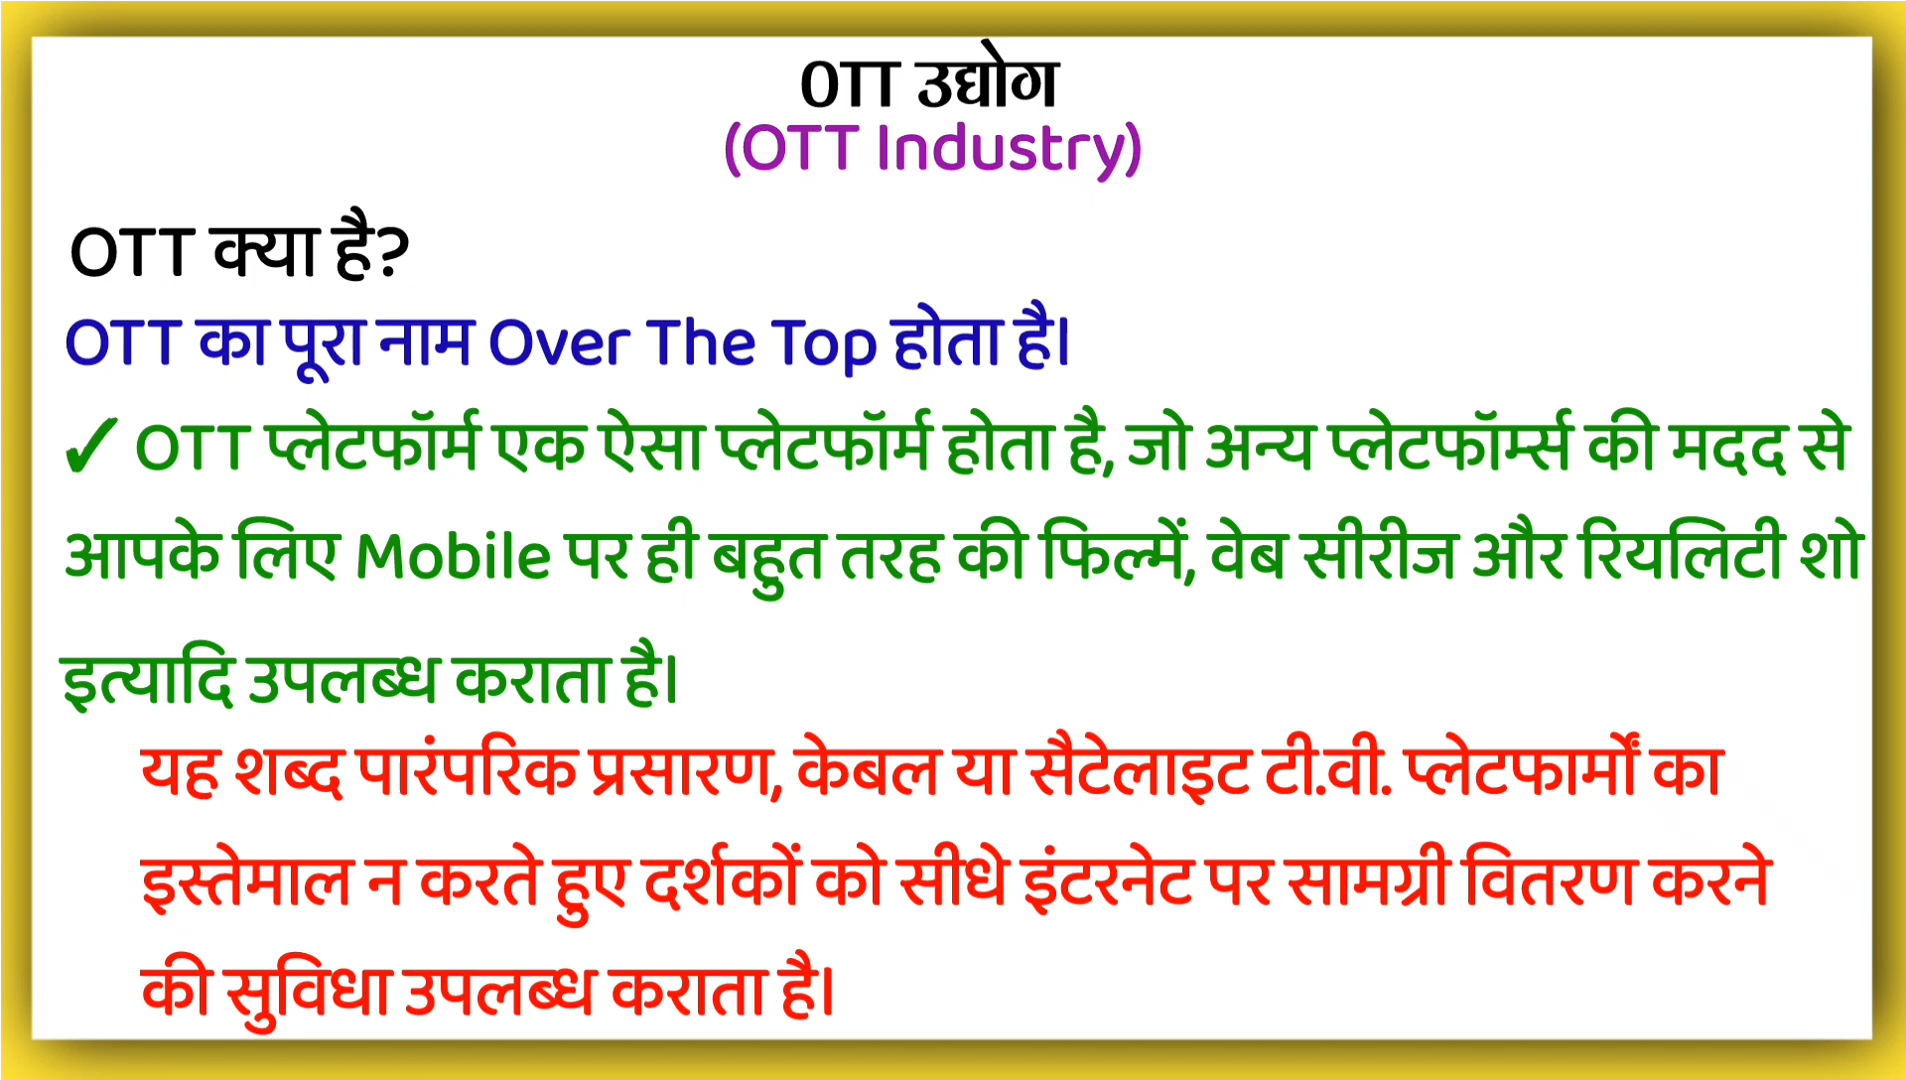 OTT उद्योग
(OTT Industry)
OTT क्या है?
OTT का पूरा नाम Over The Top होता है।
✓ OTT प्लेटफॉर्म एक ऐसा प्लेटफॉर्म होता है, जो अन्य प्लेटफॉर्म्स की मदद से
आपके लिए Mobile पर ही बहुत तरह की फिल्में, वेब सीरीज और रियलिटी शो
इत्यादि उपलब्ध कराता है।
यह शब्द पारंपरिक प्रसारण, केबल या सैटेलाइट टी.वी. प्लेटफार्मों का
इस्तेमाल न करते हुए दर्शकों को सीधे इंटरनेट पर सामग्री वितरण करने
की सुविधा उपलब्ध कराता है।